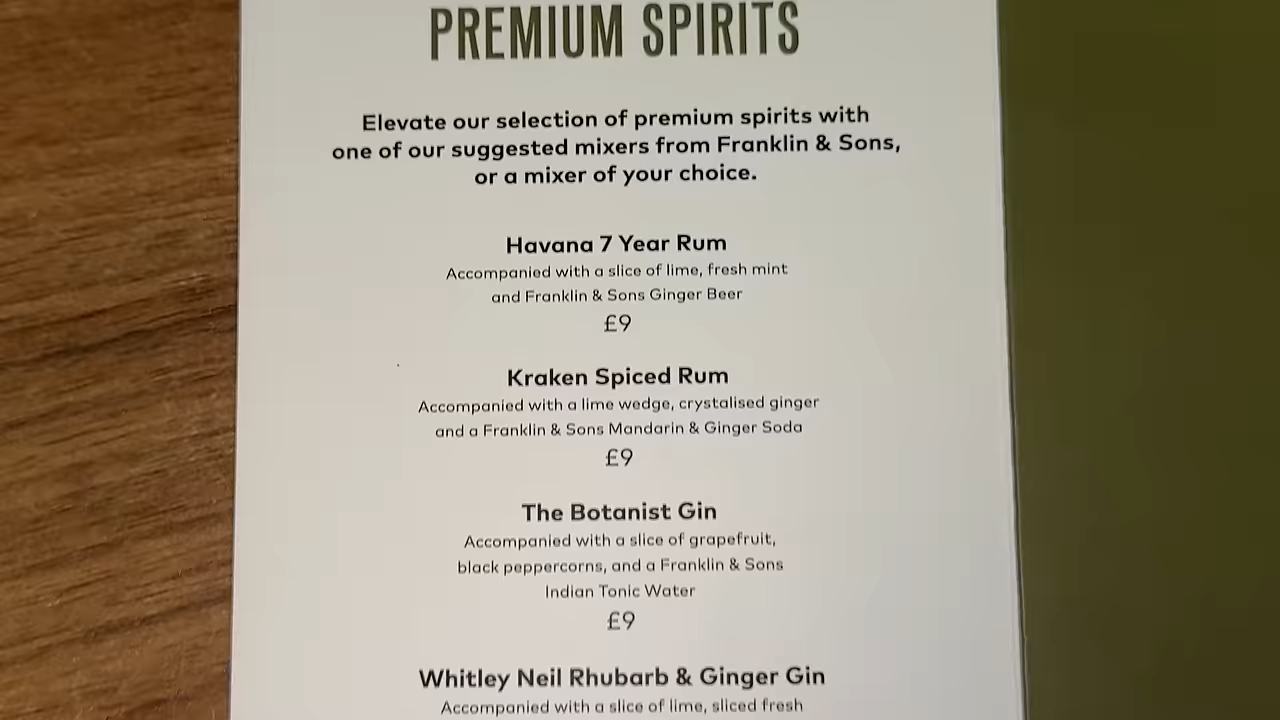 PREMIUM SPIRITS
Elevate our selection of premium spirits with
one of our suggested mixers from Franklin & Sons,
or a mixer of your choice.
Havana 7 Year Rum
Accompanied with a slice of lime, fresh mint
and Franklin & Sons Ginger Beer
£9
Kraken Spiced Rum
Accompanied with a lime wedge, crystalised ginger
and a Franklin & Sons Mandarin & Ginger Soda
£9
The Botanist Gin
Accompanied with a slice of grapefruit,
black peppercorns, and a Franklin & Sons
Indian Tonic Water
£9
Whitley Neil Rhubarb & Ginger Gin
Accompanied with a slice of lime, sliced fresh